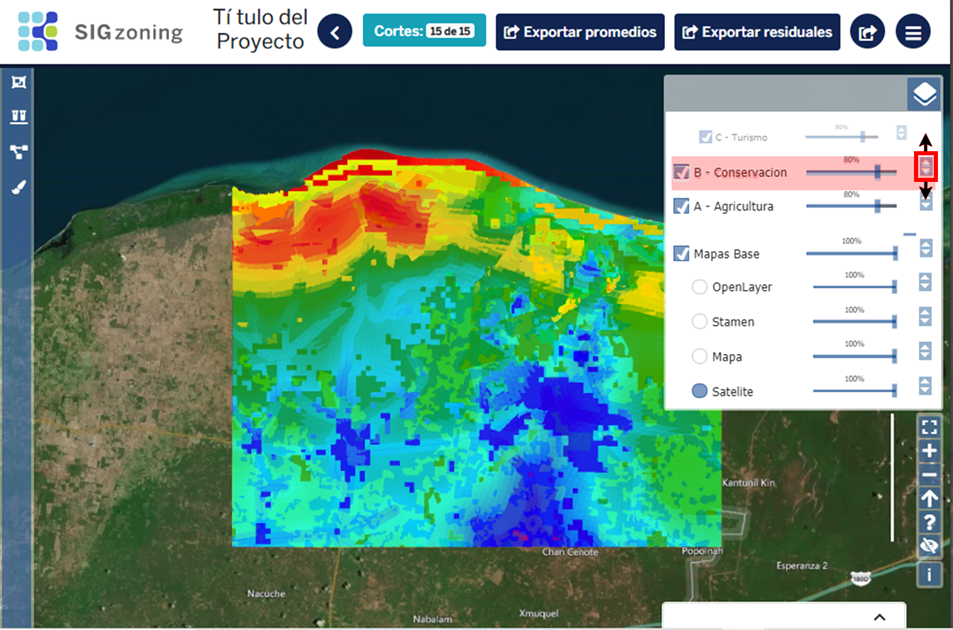 SIGzoning
Tí tulo del
Proyecto
Cortes: 15 de 15
Exportar promedios
Exportar residuales
C - Turismo
80%
B - Conservacion
80%
A - Agricultura
80%
Mapas Base
100%
OpenLayer
100%
Stamen
100%
Mapa
100%
Satelite
100%
Kantunil Kin
Chan Cenote
Popolnah
Esperanza 2
180D
Nacuche
Xmuquel
Nabalam